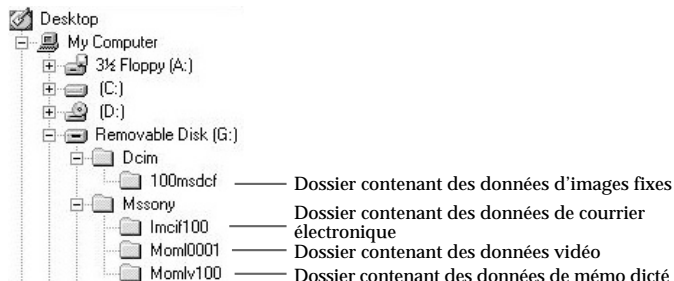 Desktop
My Computer
3½ Floppy (A:)
(C:)
(D:)
Removable Disk (G:)
Dcim
100msdcf
Dossier contenant des données d'images fixes
Mssony
Dossier contenant des données de courrier
électronique
Imcif100
Moml0001
Dossier contenant des données vidéo
Momlv100
Dossier contenant des données de mémo dicté